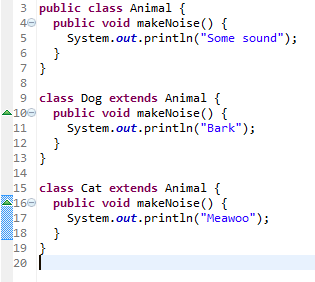 3 public class Animal {
4 public void makeNoise() {
5 System.out.println("Some sound");
6 }
7 }
8
9 class Dog extends Animal {
10 public void makeNoise() {
11 System.out.println("Bark");
12 }
13 }
14
15 class Cat extends Animal {
16 public void makeNoise() {
17 System.out.println("Meawoo");
18 }
19 }
20